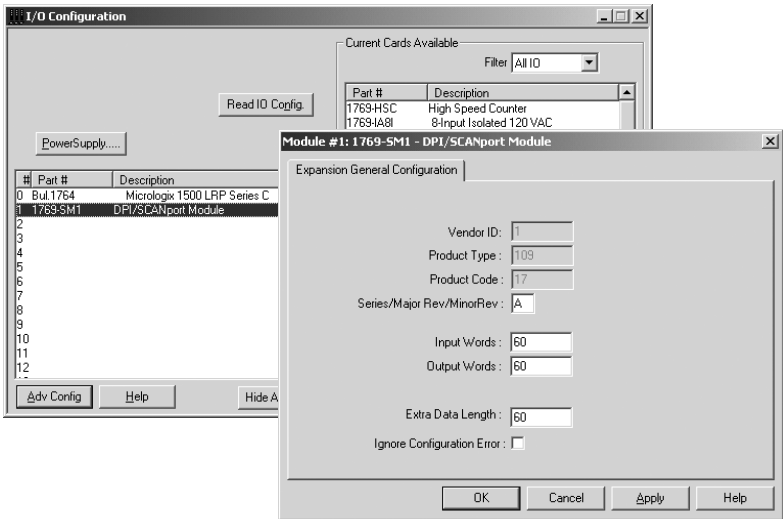 I/O Configuration
Current Cards Available
Filter All IO
Part # Description
1769-HSC High Speed Counter
1769-IA8I 8-Input Isolated 120 VAC
Read IO Config.
PowerSupply.....
# Part # Description
0 Bul.1764 Micrologix 1500 LRP Series C
1 1769-SM1 DPI/SCANport Module
2
3
4
5
6
7
8
9
10
11
12
Adv Config Help Hide A
Module #1: 1769-SM1 - DPI/SCANport Module
Expansion General Configuration
Vendor ID: 1
Product Type : 109
Product Code : 17
Series/Major Rev/MinorRev : A
Input Words : 60
Output Words : 60
Extra Data Length : 60
Ignore Configuration Error :
OK Cancel Apply Help